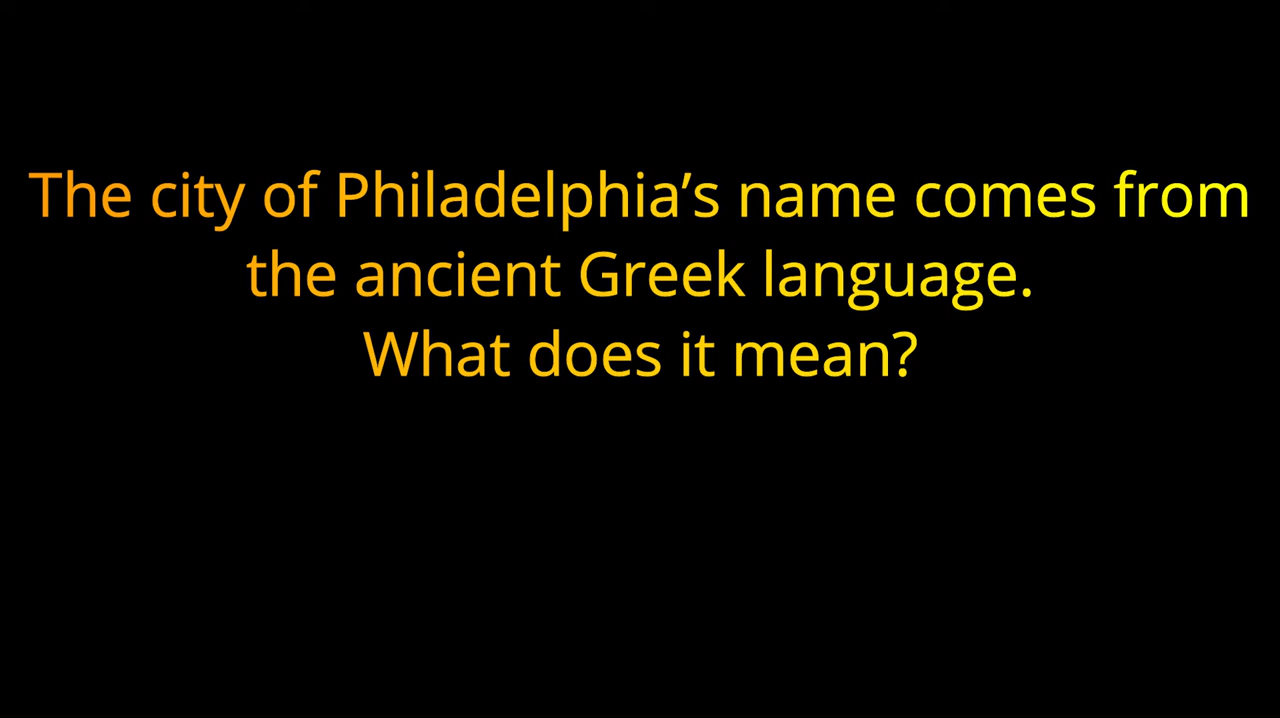 The city of Philadelphia’s name comes from
the ancient Greek language.
What does it mean?